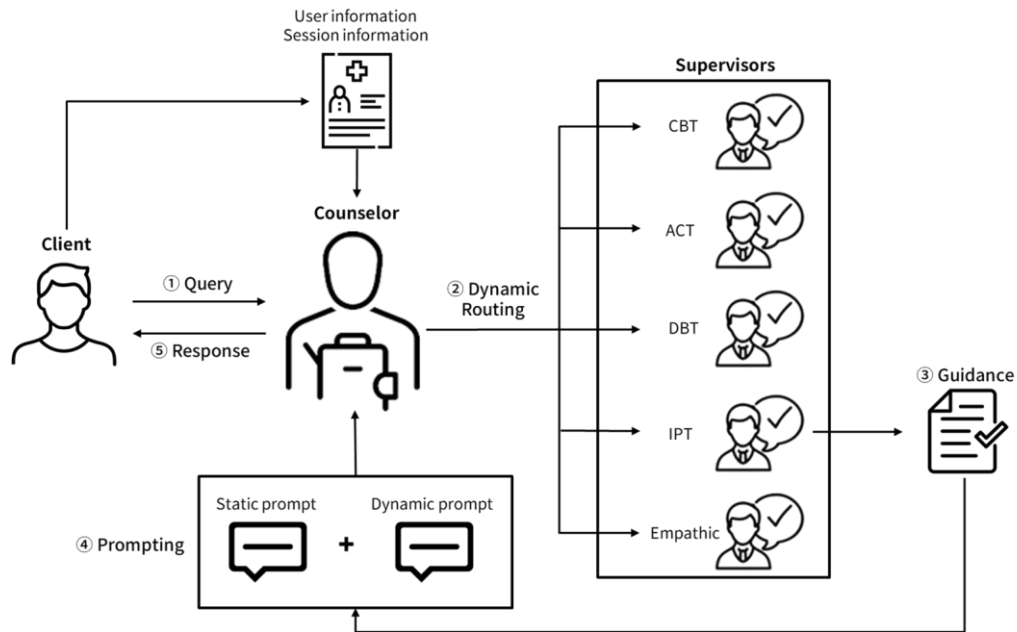 User information
Session information
Supervisors
CBT
Counselor
ACT
Client
① Query
② Dynamic
Routing
DBT
⑤ Response
③ Guidance
IPT
Static prompt
Dynamic prompt
④ Prompting
+
Empathic